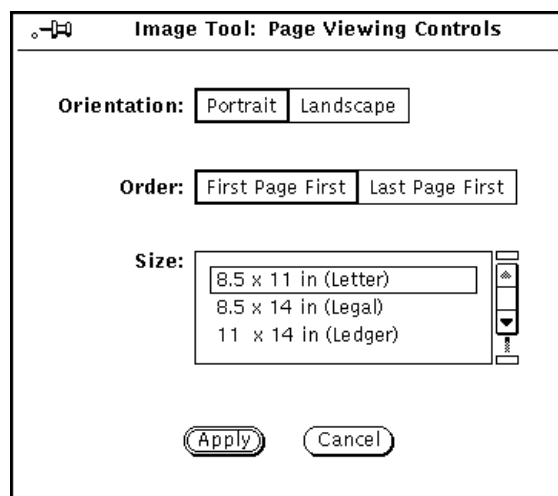 Image Tool: Page Viewing Controls
Orientation: Portrait Landscape
Order: First Page First Last Page First
Size:
8.5 x 11 in (Letter)
8.5 x 14 in (Legal)
11 x 14 in (Ledger)
Apply Cancel